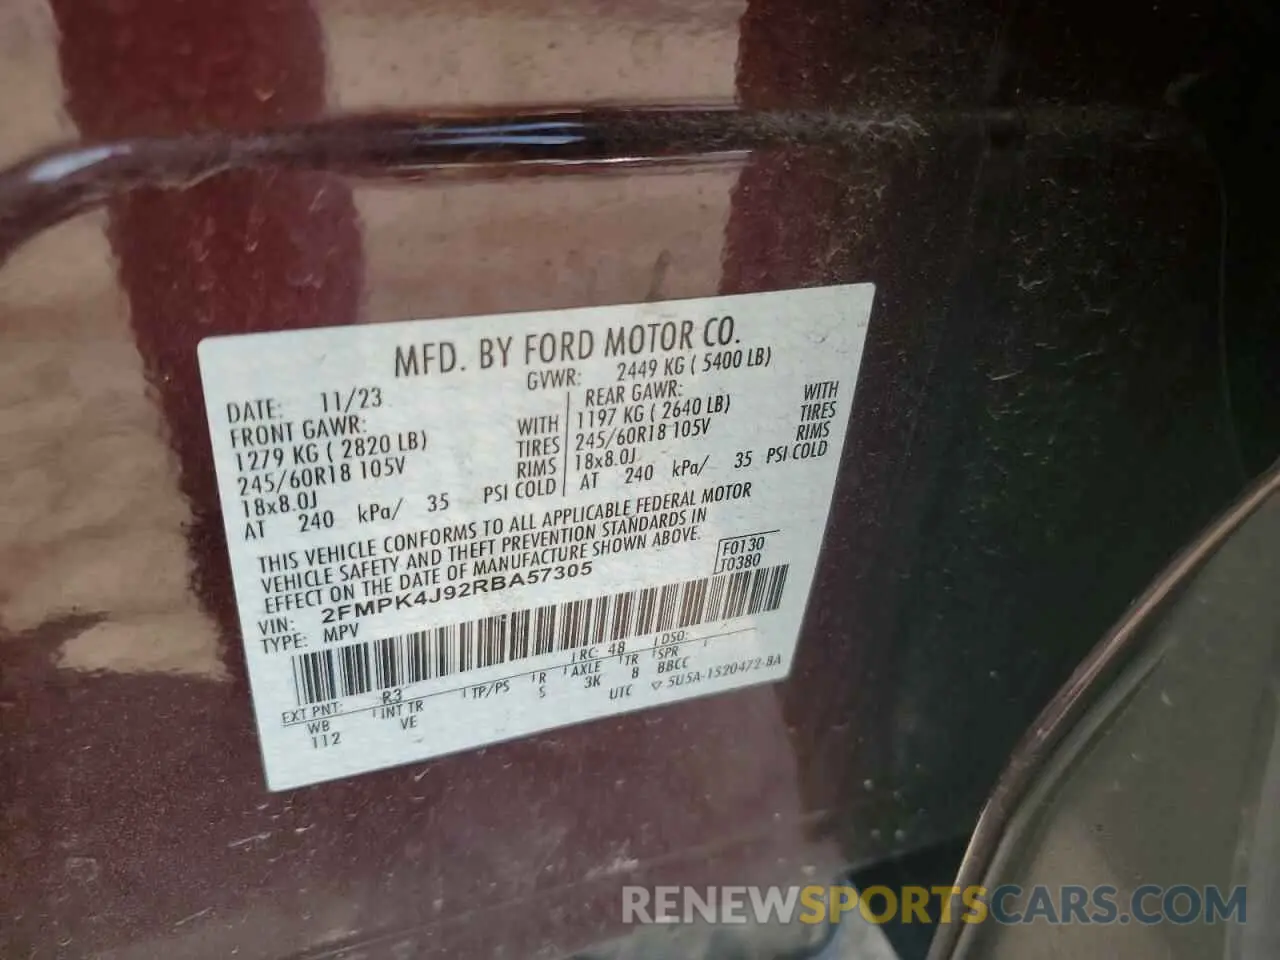 MFD. BY FORD MOTOR CO.
DATE: 11/23 GVWR: 2449 KG ( 5400 LB)
FRONT GAWR: REAR GAWR:
1279 KG ( 2820 LB) WITH 1197 KG ( 2640 LB) WITH
245/60R18 105V TIRES 245/60R18 105V TIRES
18x8.0J RIMS 18x8.0J RIMS
AT 240 kPa/ 35 PSI COLD AT 240 kPa/ 35 PSI COLD
THIS VEHICLE CONFORMS TO ALL APPLICABLE FEDERAL MOTOR
VEHICLE SAFETY AND THEFT PREVENTION STANDARDS IN
EFFECT ON THE DATE OF MANUFACTURE SHOWN ABOVE.
VIN: 2FMPK4J92RBA57305 F0130
TYPE: MPV T0380
EXT PNT: R3 RC: 48 DSO:
WB INT TR TP/PS R AXLE TR SPR
112 VE S 3K 8 BBCC
UTC ▽ 5U5A-1520472-BA
RENEWSPORTSCARS.COM